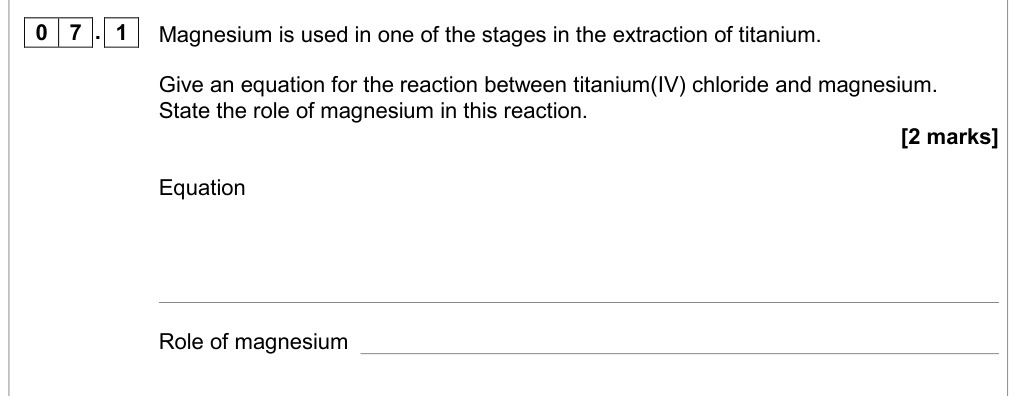 07.1 Magnesium is used in one of the stages in the extraction of titanium.
Give an equation for the reaction between titanium(IV) chloride and magnesium.
State the role of magnesium in this reaction.
[2 marks]
Equation
Role of magnesium